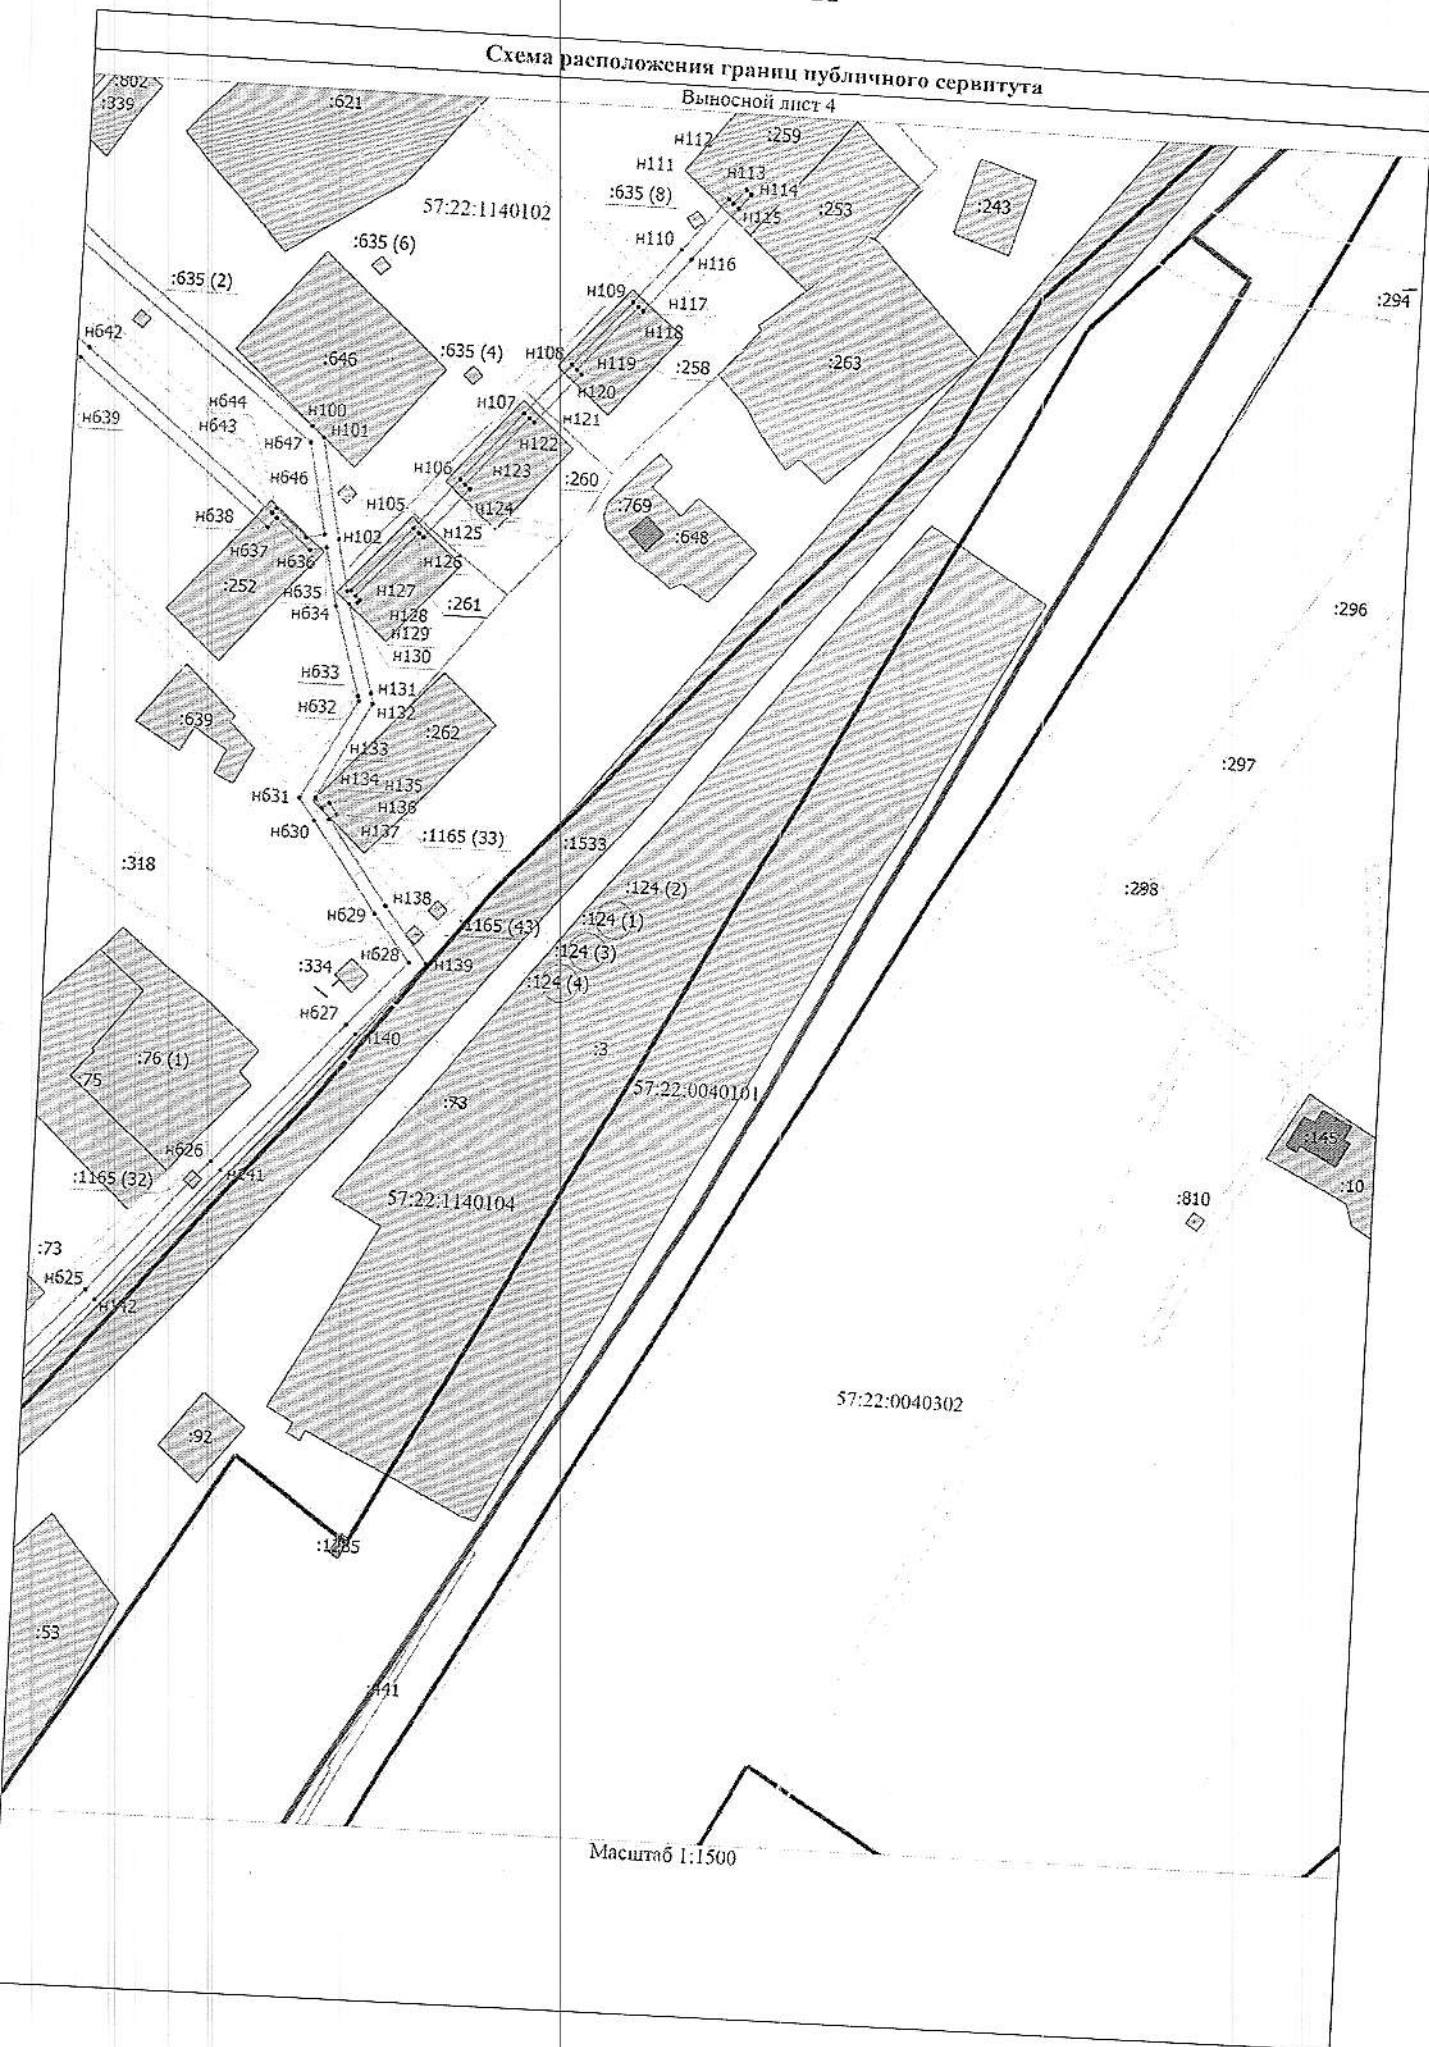 Схема расположения границ публичного сервитута
Выносной лист 4
:802
:339
:621
н112
:259
н111
н113
:635 (8)
н114
:253
н115
:243
57:22:1140102
:635 (6)
н110
н116
:635 (2)
н109
н117
:294
н118
н642
:646
:635 (4)
н108
н119
:258
:263
н120
н644
н100
н107
н121
н639
н643
н647
н101
н122
н646
н106
н123
:260
н105
н124
:769
н638
н102
н125
:648
н637
н636
н126
:252
н635
н127
:261
:296
н634
н128
н129
н130
н633
н131
н632
н132
:639
:262
н133
:297
н134
н135
н631
н136
н630
н137
:1165 (33)
:1533
:318
:124 (2)
:298
н138
н629
:124 (1)
:1165 (43)
н628
:124 (3)
:334
н139
:124 (4)
н627
н140
:76 (1)
:3
:75
57:22:0040101
:73
н626
:145
н141
:1165 (32)
:10
57:22:1140104
:810
:73
н625
н142
57:22:0040302
:92
:1285
:53
:441
Масштаб 1:1500